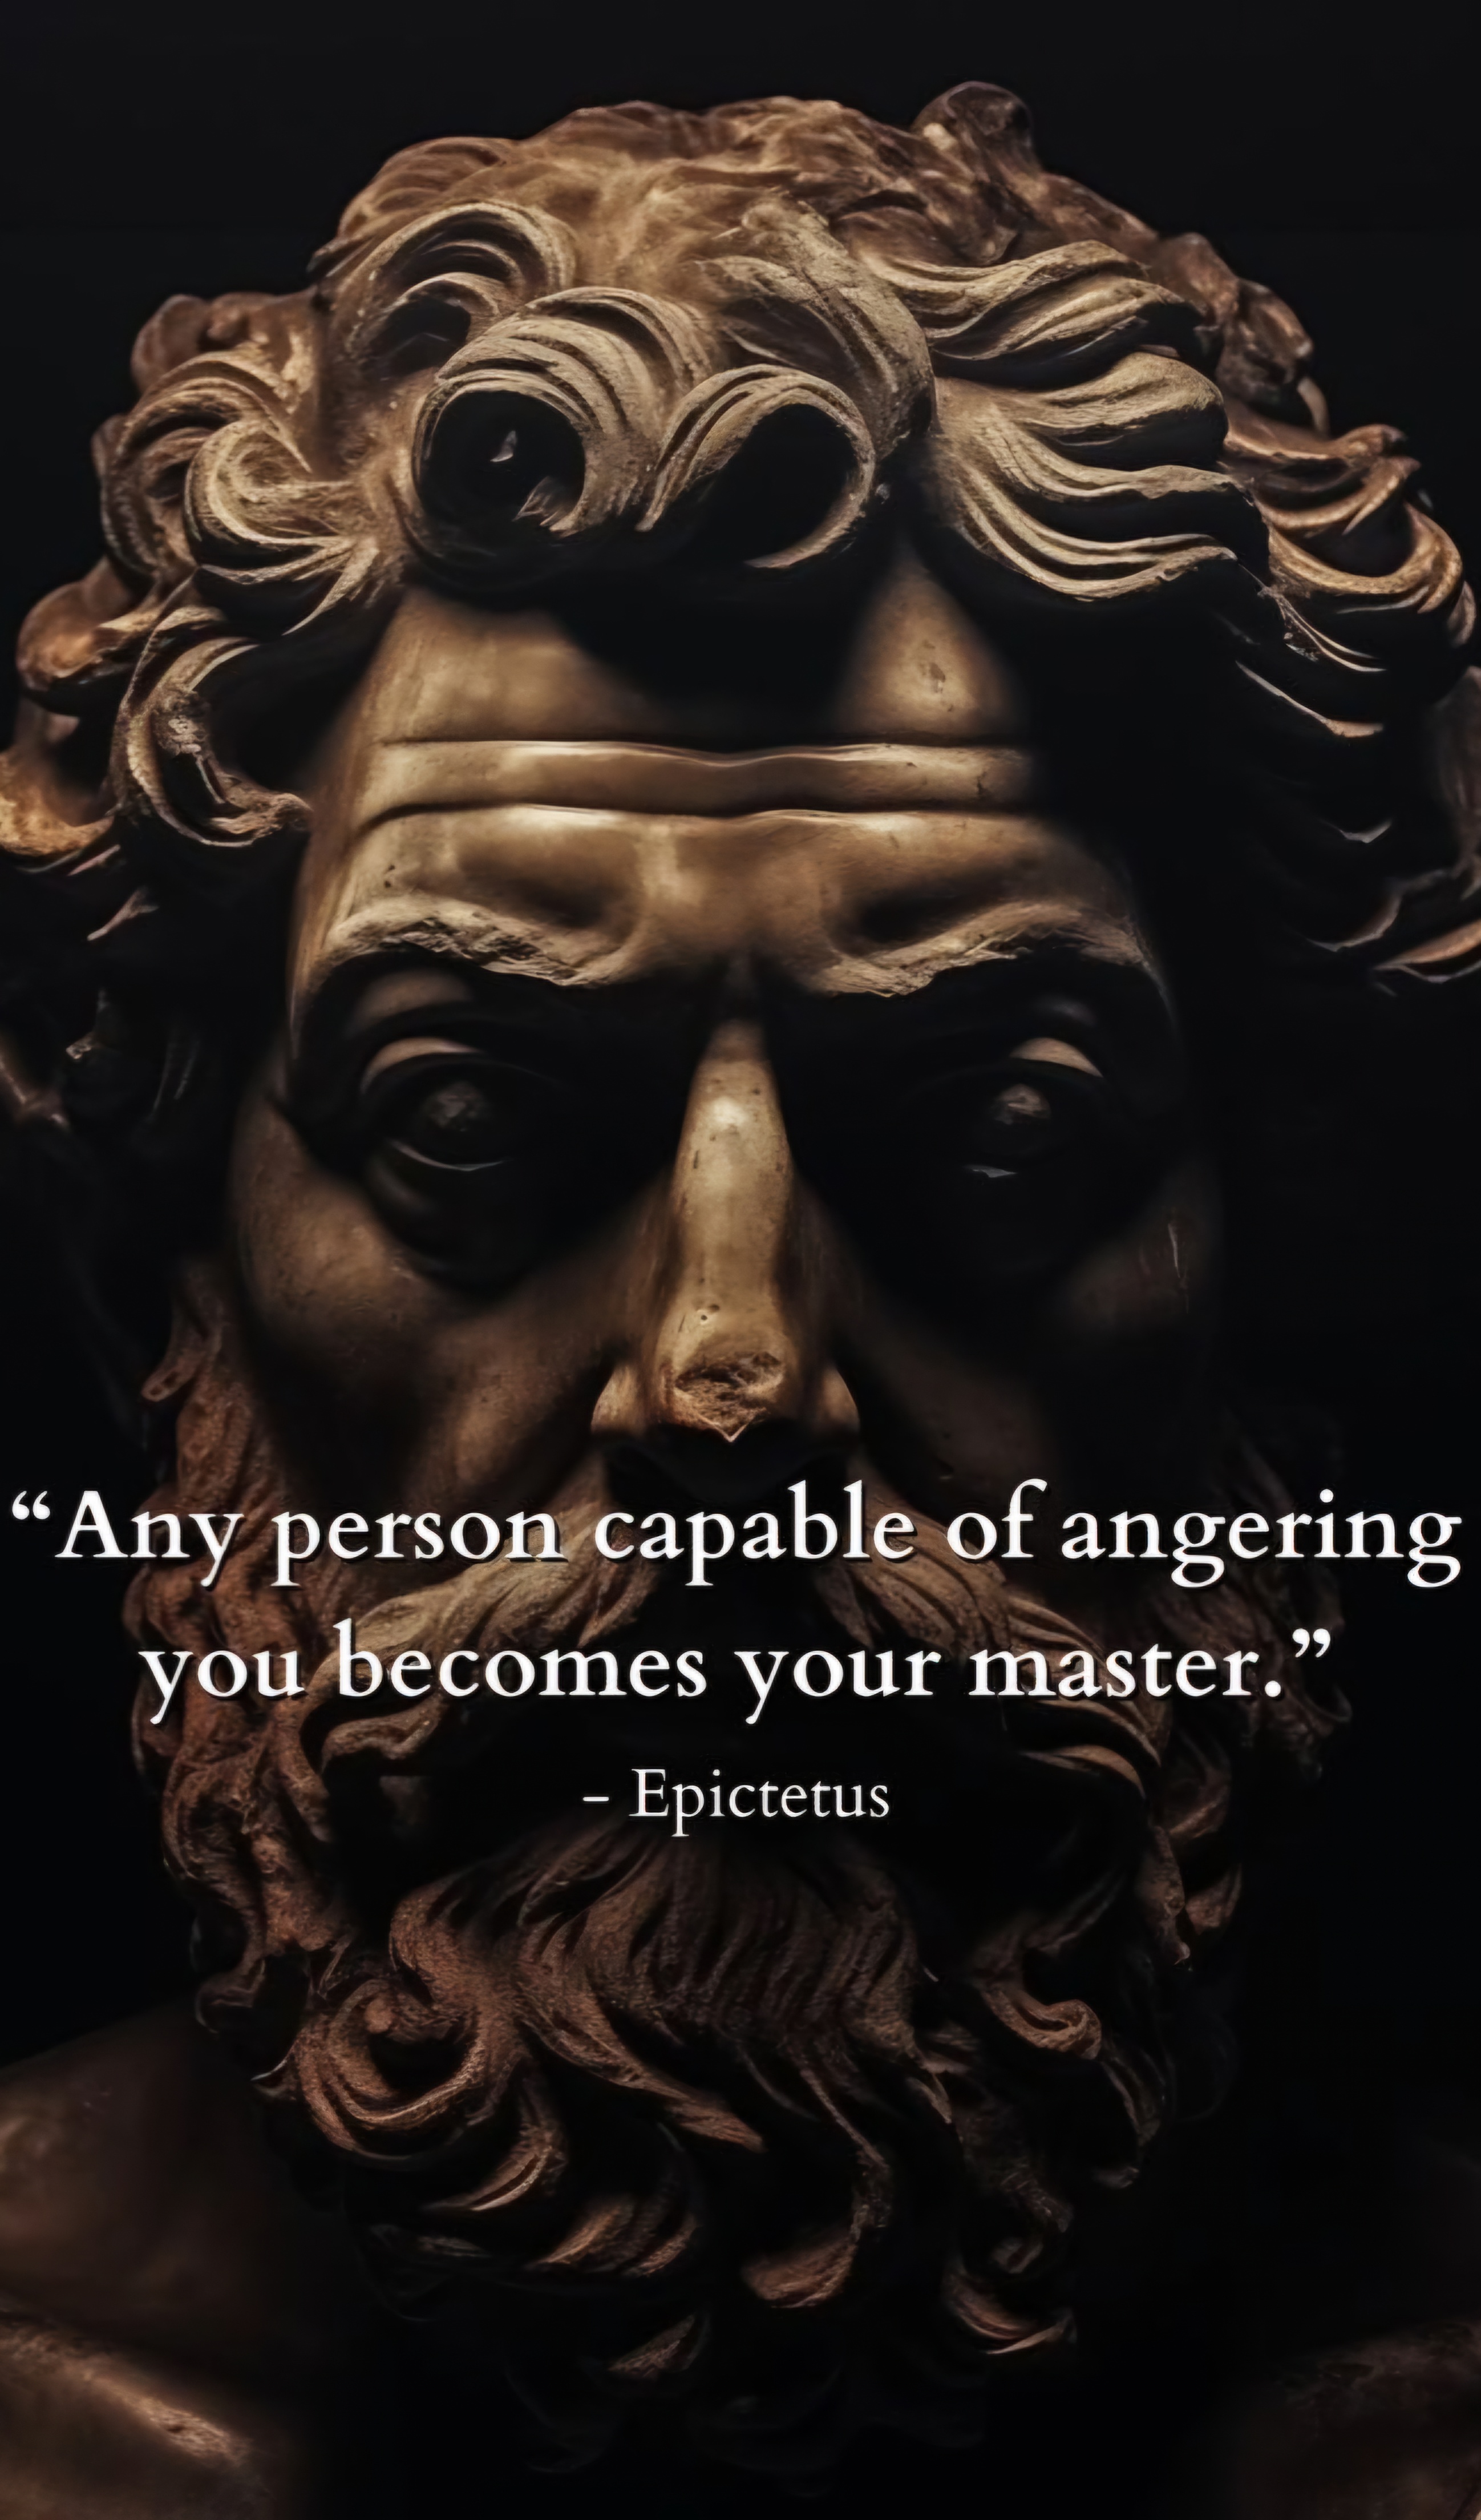 “Any person capable of angering
you becomes your master.”
– Epictetus